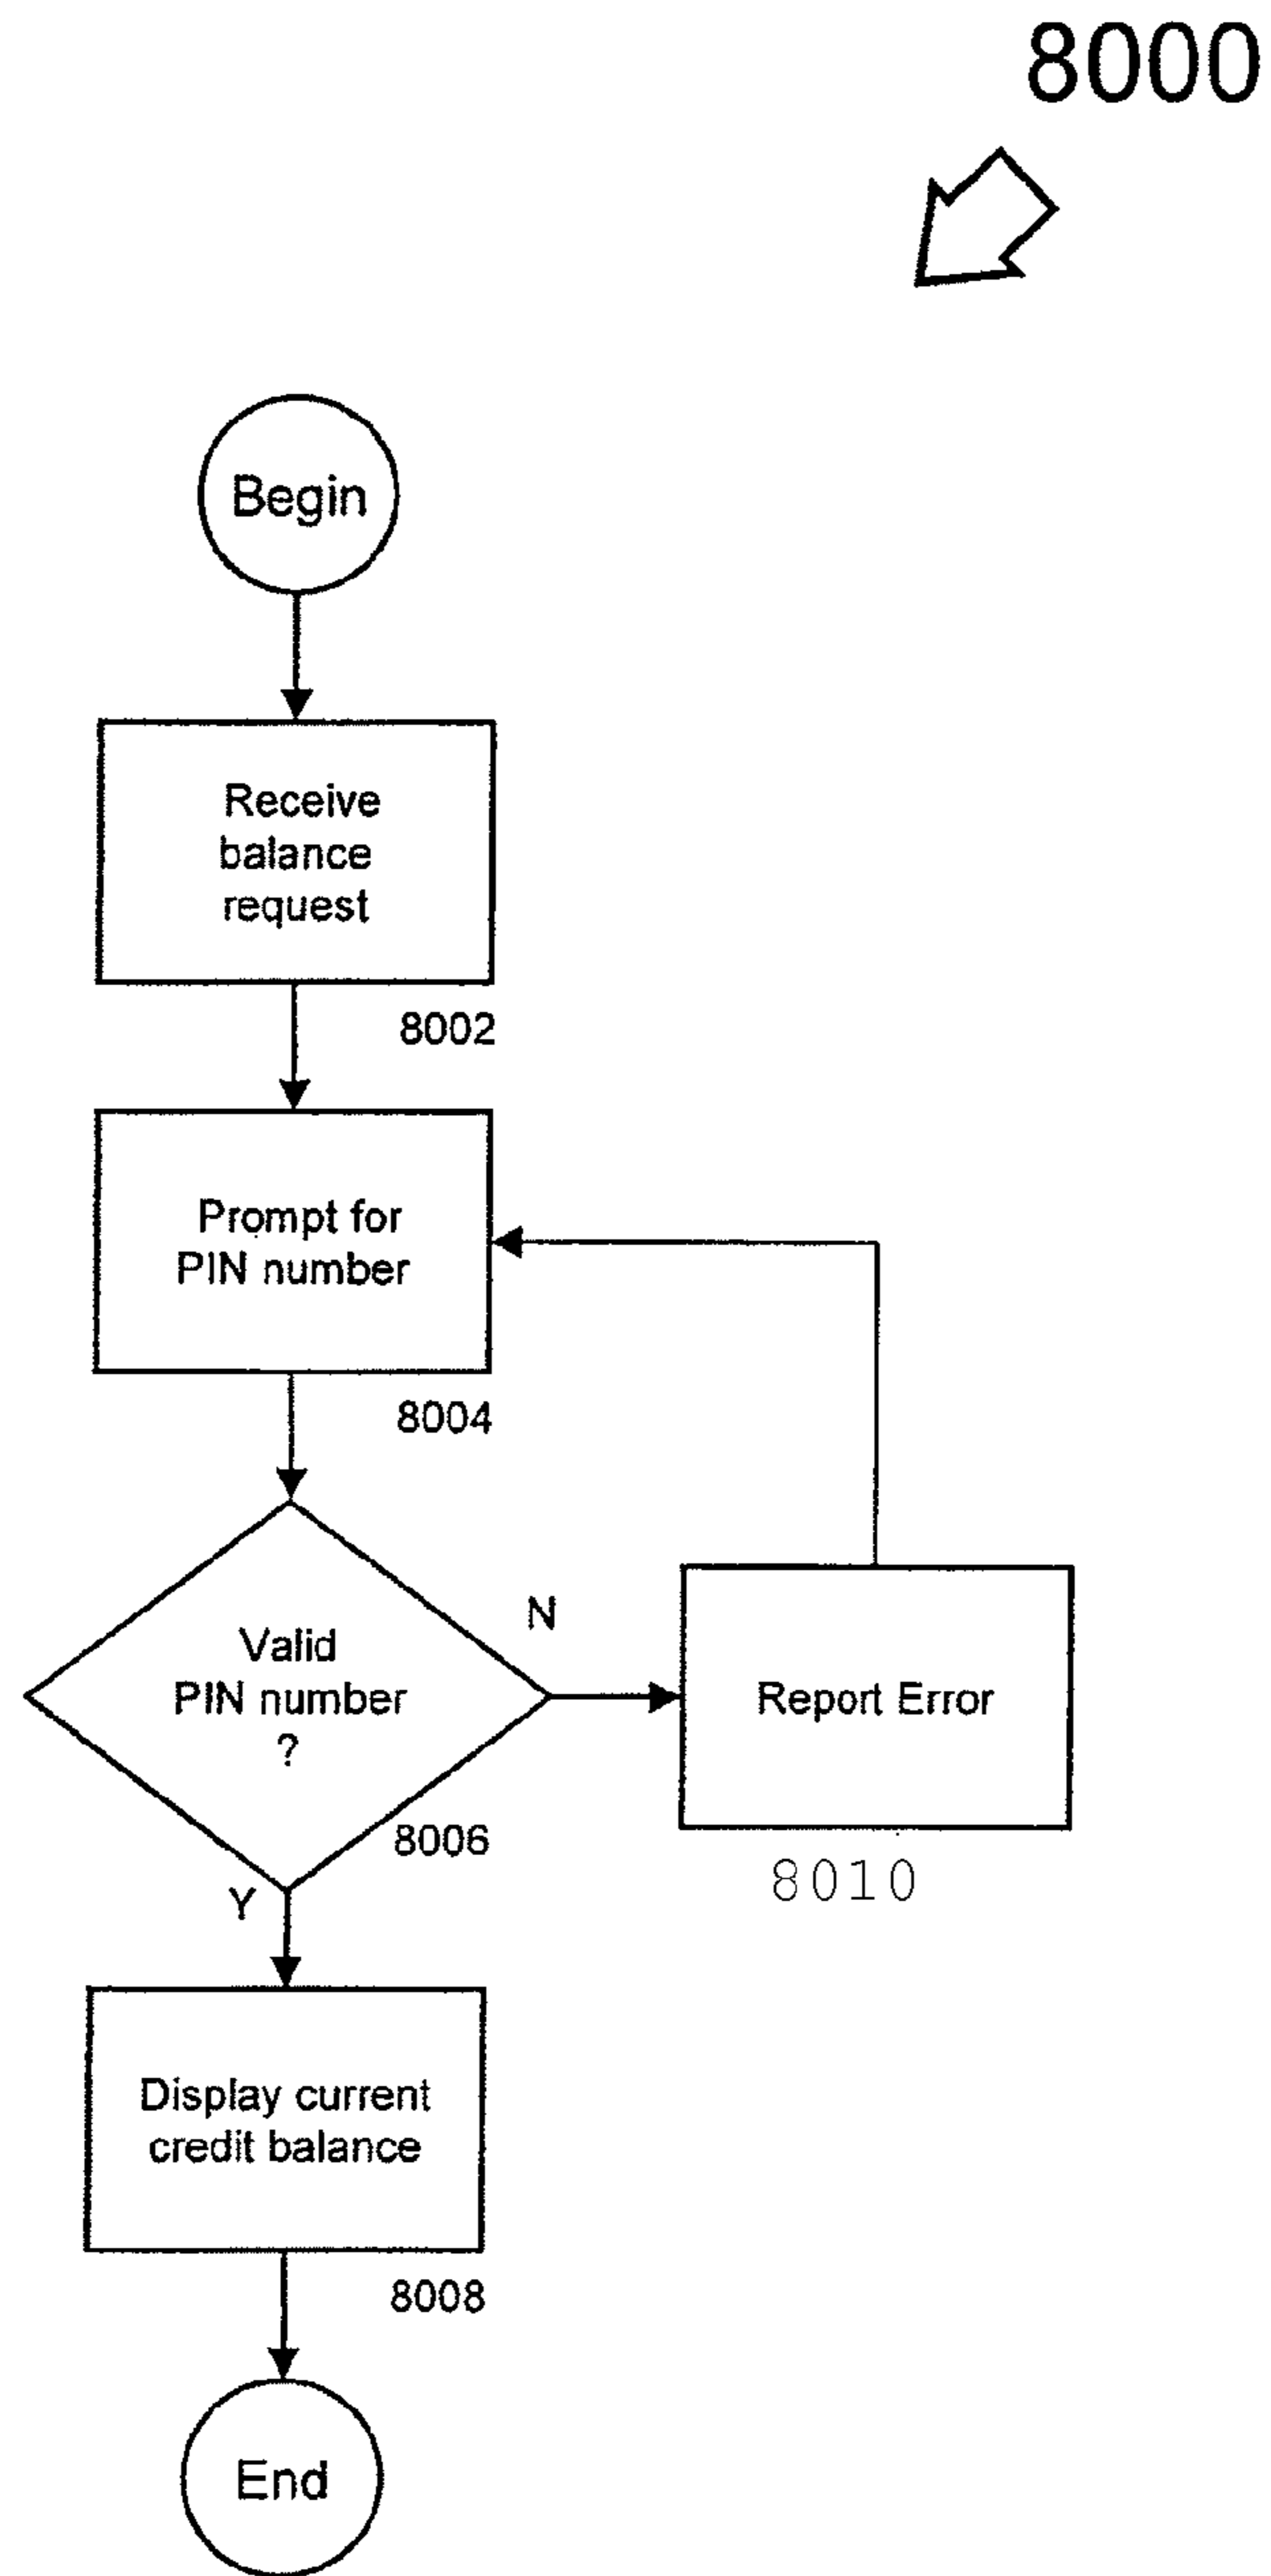 8000
Begin
Receive
balance
request
8002
Prompt for
PIN number
8004
Valid
PIN number
?
N
8006
Y
Report Error
8010
Display current
credit balance
8008
End